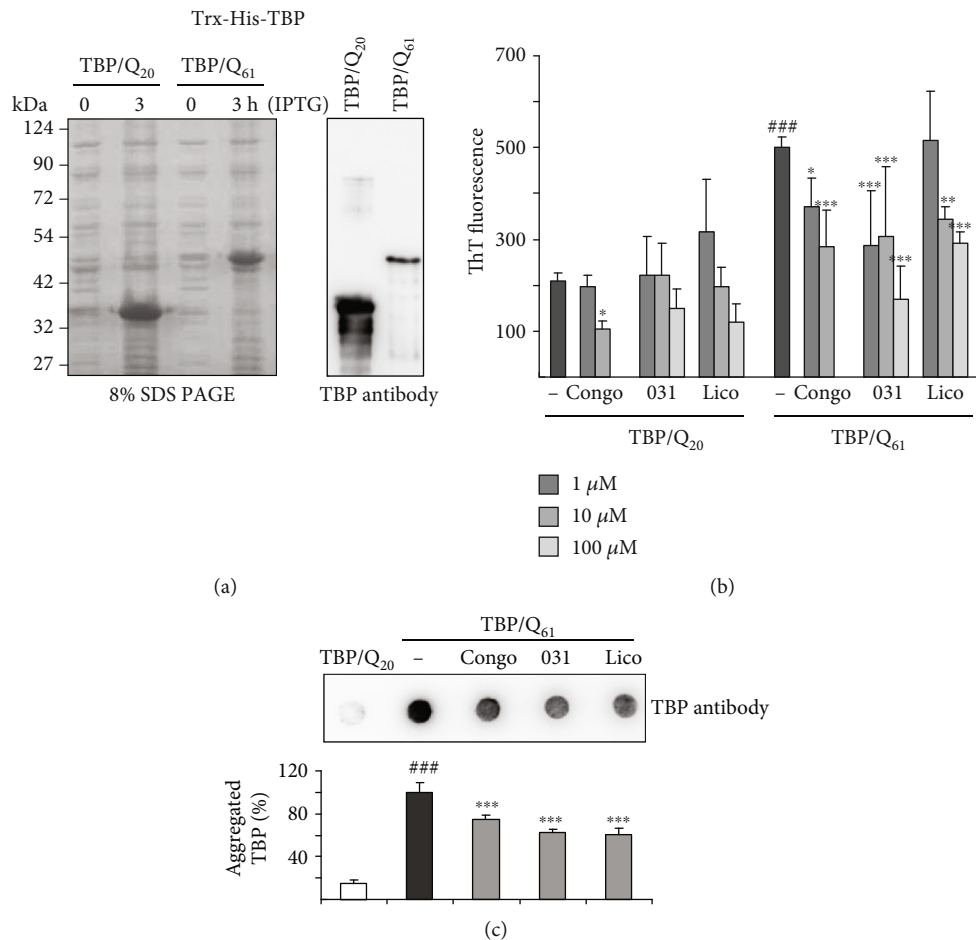 Trx-His-TBP
TBP/Q20 TBP/Q61
kDa 0 3 0 3 h (IPTG)
124
90
72
54
42
32
27
8% SDS PAGE
TBP/Q20
TBP/Q61
TBP antibody
(a)
ThT fluorescence
700
500
300
100
*
###
*
***
***
***
***
**
***
– Congo 031 Lico – Congo 031 Lico
TBP/Q20 TBP/Q61
1 μM
10 μM
100 μM
(b)
TBP/Q61
TBP/Q20 – Congo 031 Lico
TBP antibody
Aggregated
TBP (%)
120
80
40
###
***
***
***
(c)